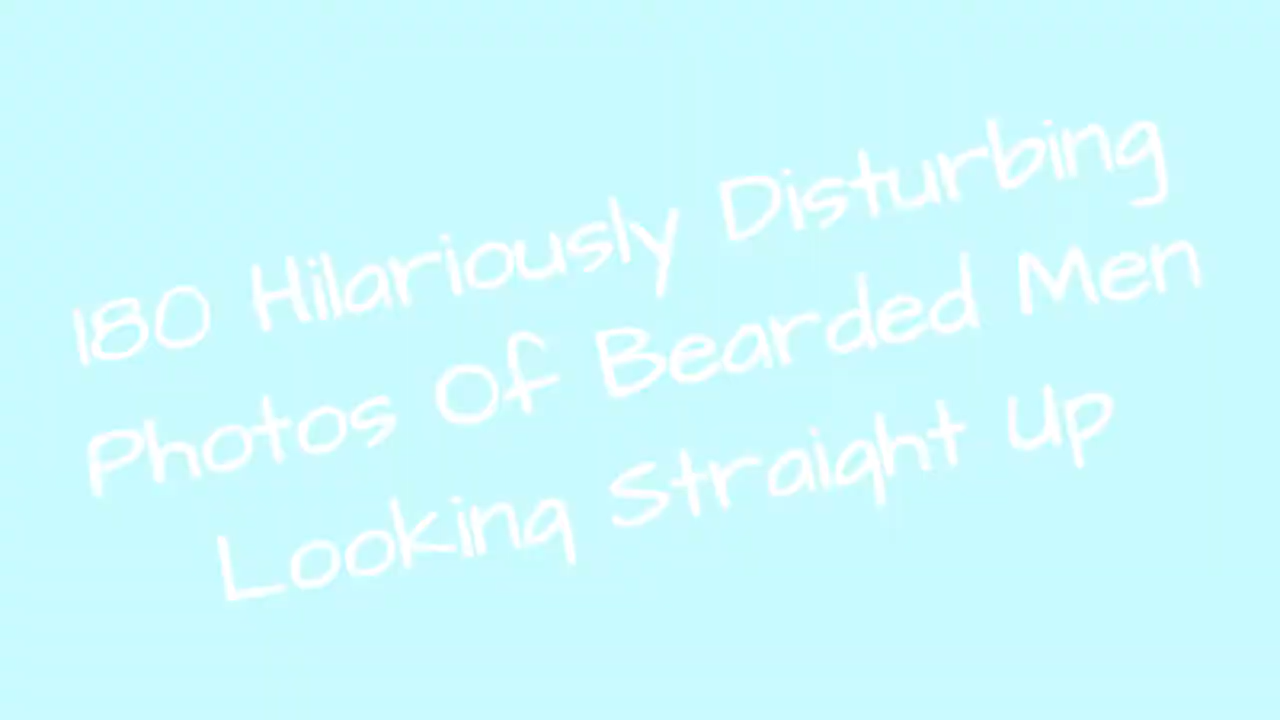 180 Hilariously Disturbing
Photos Of Bearded Men
Looking Straight Up